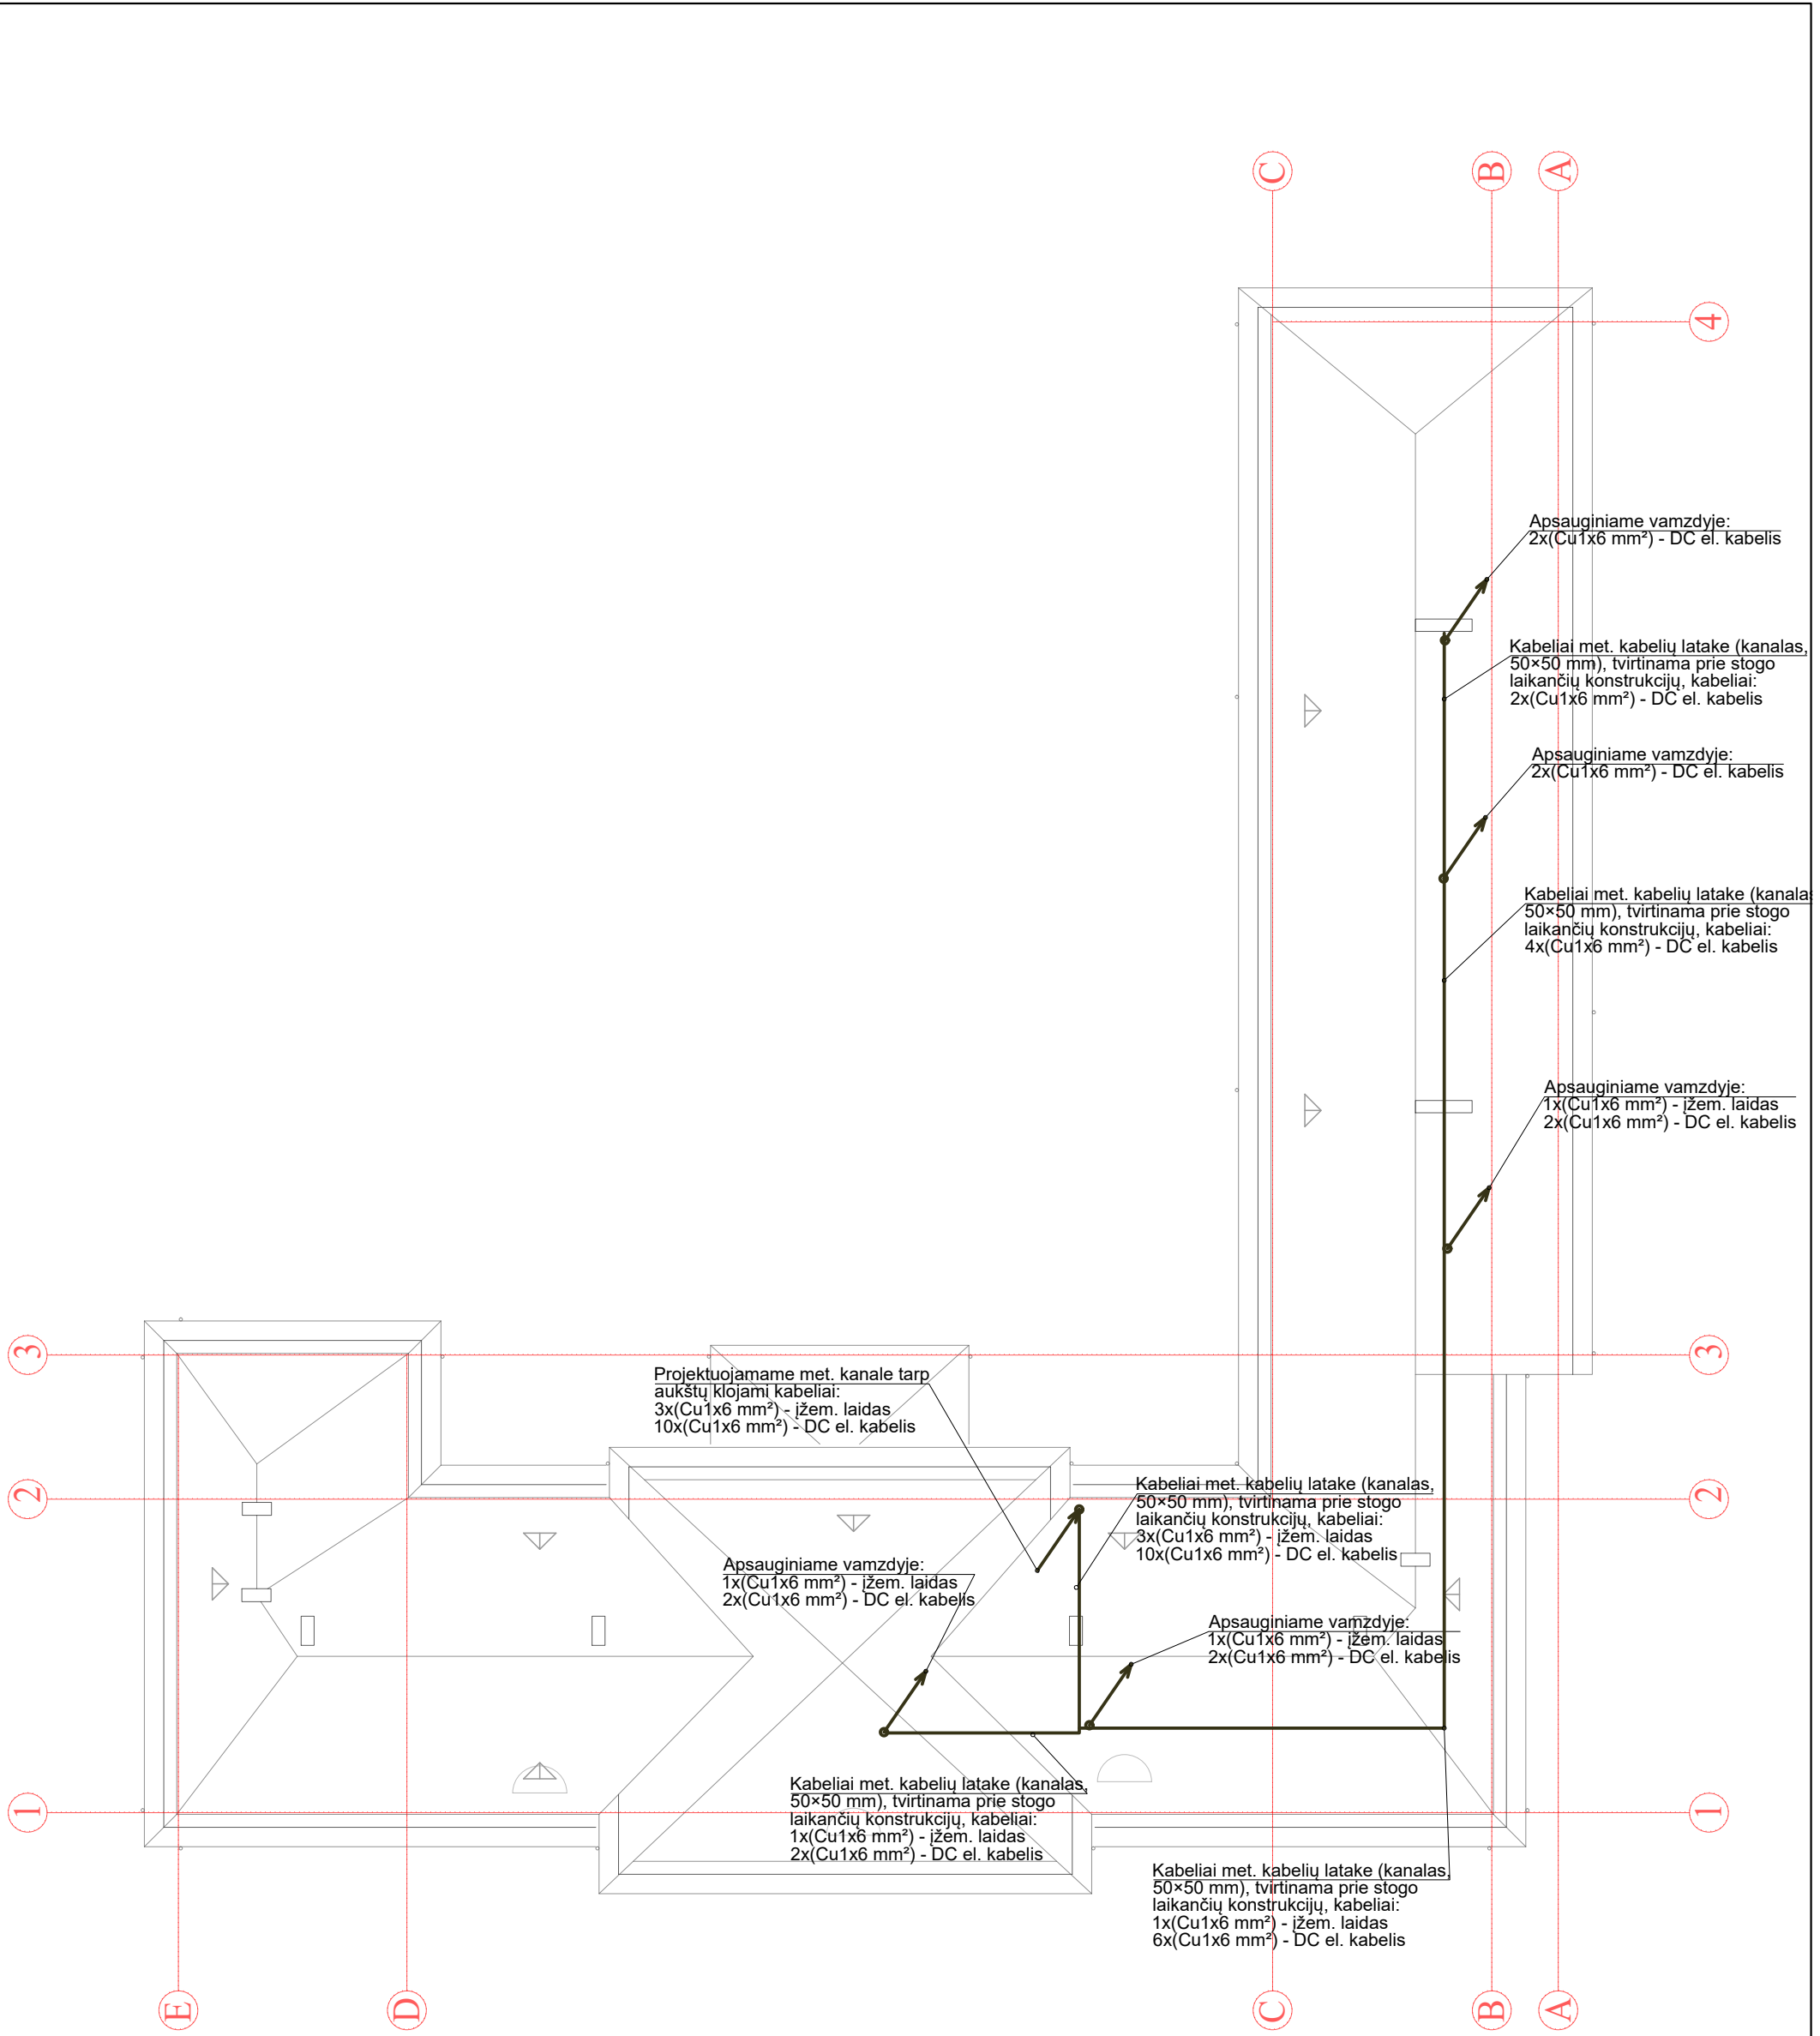 C
B
A
4
Apsauginiame vamzdyje:
2x(Cu1x6 mm²) - DC el. kabelis
Kabeliai met. kabelių latake (kanalas,
50×50 mm), tvirtinama prie stogo
laikančių konstrukcijų, kabeliai:
2x(Cu1x6 mm²) - DC el. kabelis
Apsauginiame vamzdyje:
2x(Cu1x6 mm²) - DC el. kabelis
Kabeliai met. kabelių latake (kanalas
50×50 mm), tvirtinama prie stogo
laikančių konstrukcijų, kabeliai:
4x(Cu1x6 mm²) - DC el. kabelis
Apsauginiame vamzdyje:
1x(Cu1x6 mm²) - įžem. laidas
2x(Cu1x6 mm²) - DC el. kabelis
3
3
Projektuojamame met. kanale tarp
aukštų klojami kabeliai:
3x(Cu1x6 mm²) - įžem. laidas
10x(Cu1x6 mm²) - DC el. kabelis
2
2
Kabeliai met. kabelių latake (kanalas,
50×50 mm), tvirtinama prie stogo
laikančių konstrukcijų, kabeliai:
3x(Cu1x6 mm²) - įžem. laidas
10x(Cu1x6 mm²) - DC el. kabelis
Apsauginiame vamzdyje:
1x(Cu1x6 mm²) - įžem. laidas
2x(Cu1x6 mm²) - DC el. kabelis
Apsauginiame vamzdyje:
1x(Cu1x6 mm²) - įžem. laidas
2x(Cu1x6 mm²) - DC el. kabelis
1
1
Kabeliai met. kabelių latake (kanalas,
50×50 mm), tvirtinama prie stogo
laikančių konstrukcijų, kabeliai:
1x(Cu1x6 mm²) - įžem. laidas
2x(Cu1x6 mm²) - DC el. kabelis
Kabeliai met. kabelių latake (kanalas,
50×50 mm), tvirtinama prie stogo
laikančių konstrukcijų, kabeliai:
1x(Cu1x6 mm²) - įžem. laidas
6x(Cu1x6 mm²) - DC el. kabelis
E
D
C
B
A